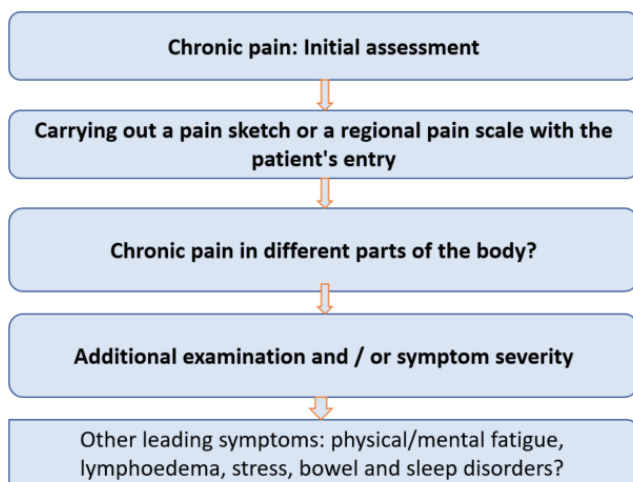 Chronic pain: Initial assessment
Carrying out a pain sketch or a regional pain scale with the
patient's entry
Chronic pain in different parts of the body?
Additional examination and / or symptom severity
Other leading symptoms: physical/mental fatigue,
lymphoedema, stress, bowel and sleep disorders?